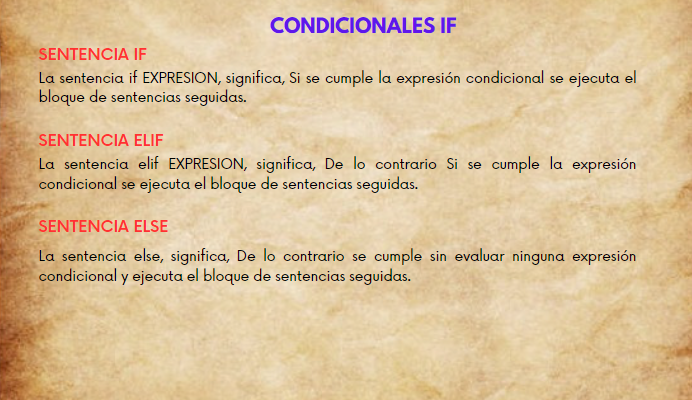 CONDICIONALES IF
SENTENCIA IF
La sentencia if EXPRESION, significa, Si se cumple la expresión condicional se ejecuta el
bloque de sentencias seguidas.
SENTENCIA ELIF
La sentencia elif EXPRESION, significa, De lo contrario Si se cumple la expresión
condicional se ejecuta el bloque de sentencias seguidas.
SENTENCIA ELSE
La sentencia else, significa, De lo contrario se cumple sin evaluar ninguna expresión
condicional y ejecuta el bloque de sentencias seguidas.